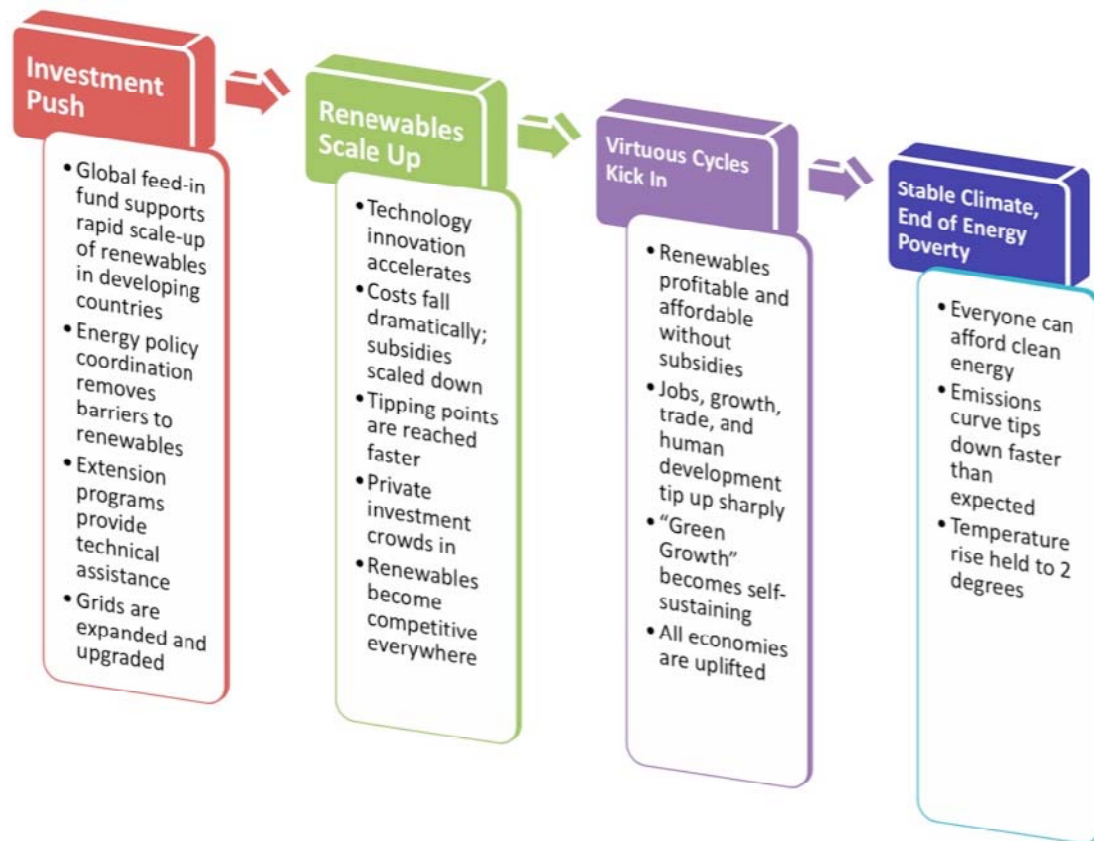 Investment
Push
• Global feed-in
fund supports
rapid scale-up
of renewables
in developing
countries
• Energy policy
coordination
removes
barriers to
renewables
• Extension
programs
provide
technical
assistance
• Grids are
expanded and
upgraded
Renewables
Scale Up
• Technology
innovation
accelerates
• Costs fall
dramatically;
subsidies
scaled down
• Tipping points
are reached
faster
• Private
investment
crowds in
• Renewables
become
competitive
everywhere
Virtuous Cycles
Kick In
• Renewables
profitable and
affordable
without
subsidies
• Jobs, growth,
trade, and
human
development
tip up sharply
• “Green
Growth”
becomes self-
sustaining
• All economies
are uplifted
Stable Climate,
End of Energy
Poverty
• Everyone can
afford clean
energy
• Emissions
curve tips
down faster
than
expected
• Temperature
rise held to 2
degrees